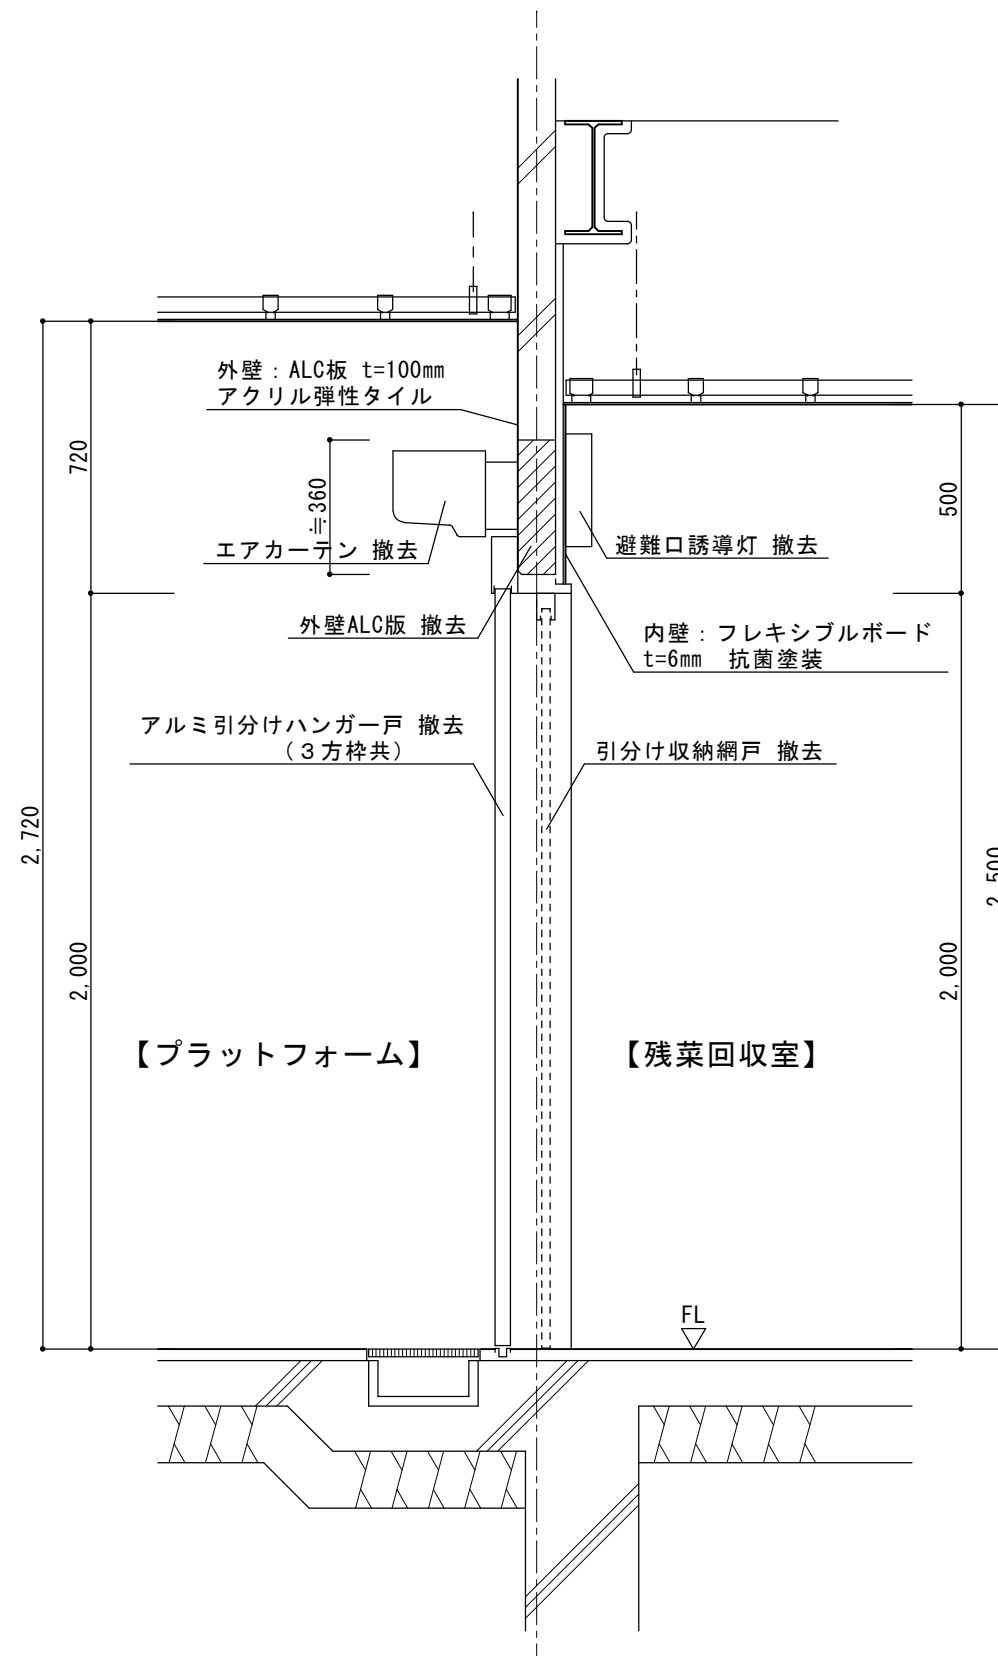 外壁：ALC板 t=100mm
アクリル弾性タイル
720
≒360
500
エアカーテン 撤去
避難口誘導灯 撤去
外壁ALC版 撤去
内壁：フレキシブルボード
t=6mm 抗菌塗装
アルミ引分けハンガー戸 撤去
（３方枠共）
引分け収納網戸 撤去
2,720
2,500
2,000
2,000
【プラットフォーム】
【残菜回収室】
FL